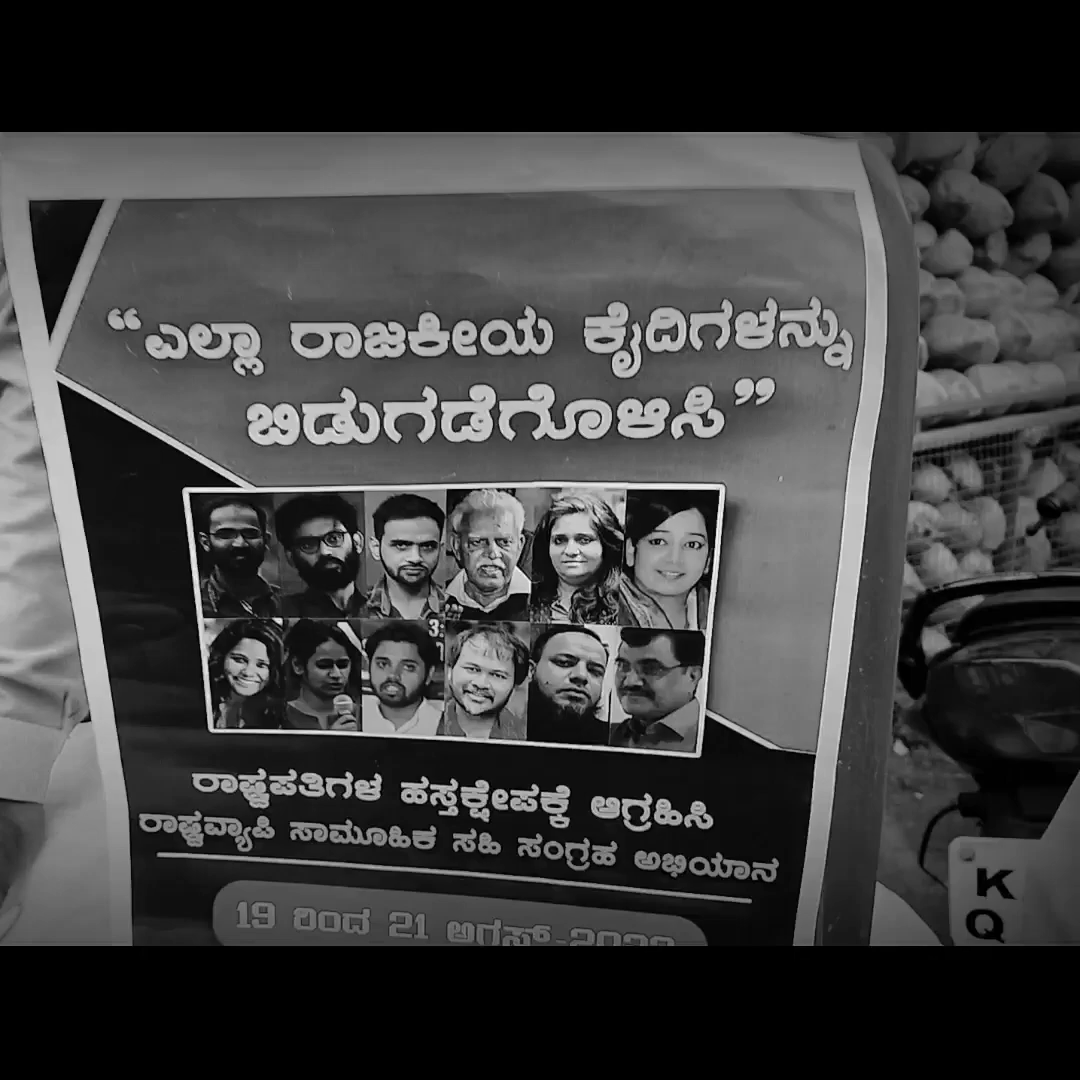 “ಎಲ್ಲಾ ರಾಜಕೀಯ ಕೈದಿಗಳನ್ನು
ಬಿಡುಗಡೆಗೊಳಿಸಿ”
ರಾಷ್ಟ್ರಪತಿಗಳ ಹಸ್ತಕ್ಷೇಪಕ್ಕೆ ಆಗ್ರಹಿಸಿ
ರಾಷ್ಟ್ರವ್ಯಾಪಿ ಸಾಮೂಹಿಕ ಸಹಿ ಸಂಗ್ರಹ ಅಭಿಯಾನ
19 ರಿಂದ 21 ಆಗಸ್ಟ್-
K
Q